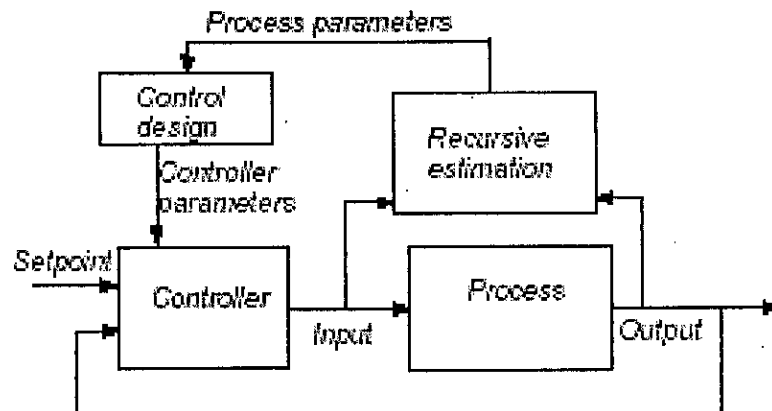 Process parameters
Control
design
Recursive
estimation
Controller
parameters
Setpoint
Controller
Process
Input
Output